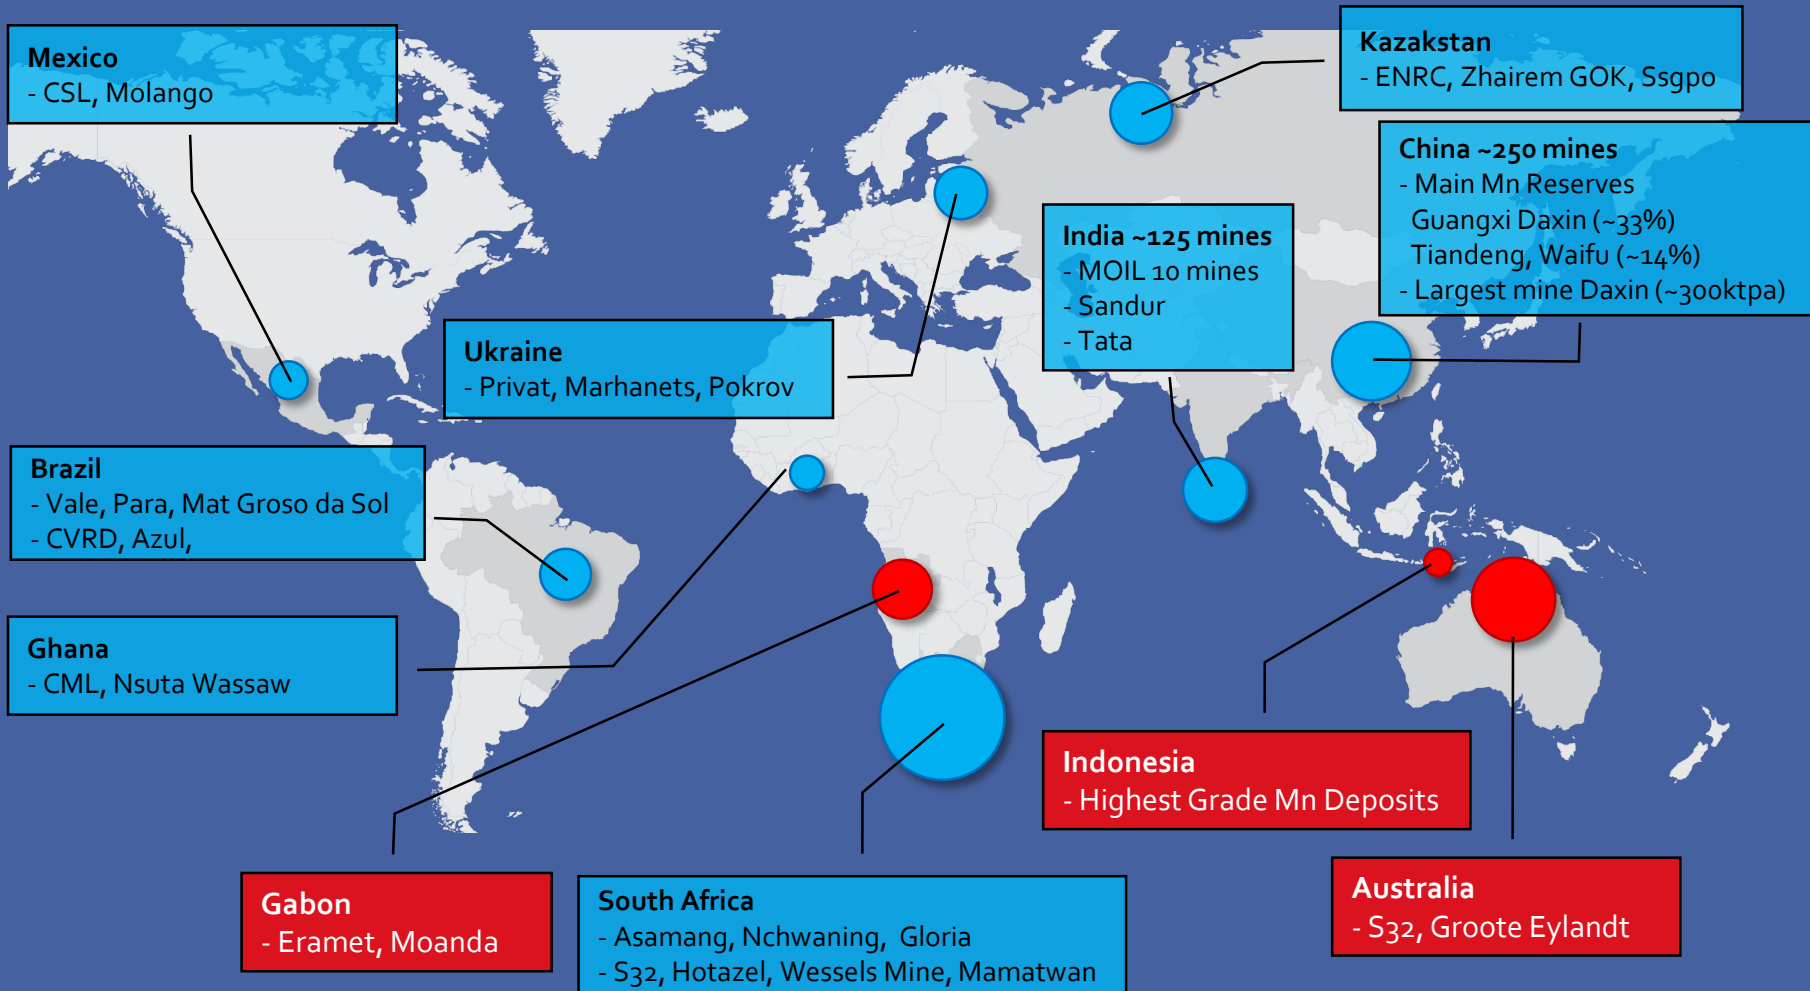 Mexico
- CSL, Molango
Kazakstan
- ENRC, Zhairem GOK, Ssgpo
China ~250 mines
- Main Mn Reserves
Guangxi Daxin (~33%)
Tiandeng, Waifu (~14%)
- Largest mine Daxin (~300ktpa)
India ~125 mines
- MOIL 10 mines
- Sandur
- Tata
Ukraine
- Privat, Marhanets, Pokrov
Brazil
- Vale, Para, Mat Groso da Sol
- CVRD, Azul,
Ghana
- CML, Nsuta Wassaw
Indonesia
- Highest Grade Mn Deposits
Gabon
- Eramet, Moanda
South Africa
- Asamang, Nchwaning, Gloria
- S32, Hotazel, Wessels Mine, Mamatwan
Australia
- S32, Groote Eylandt